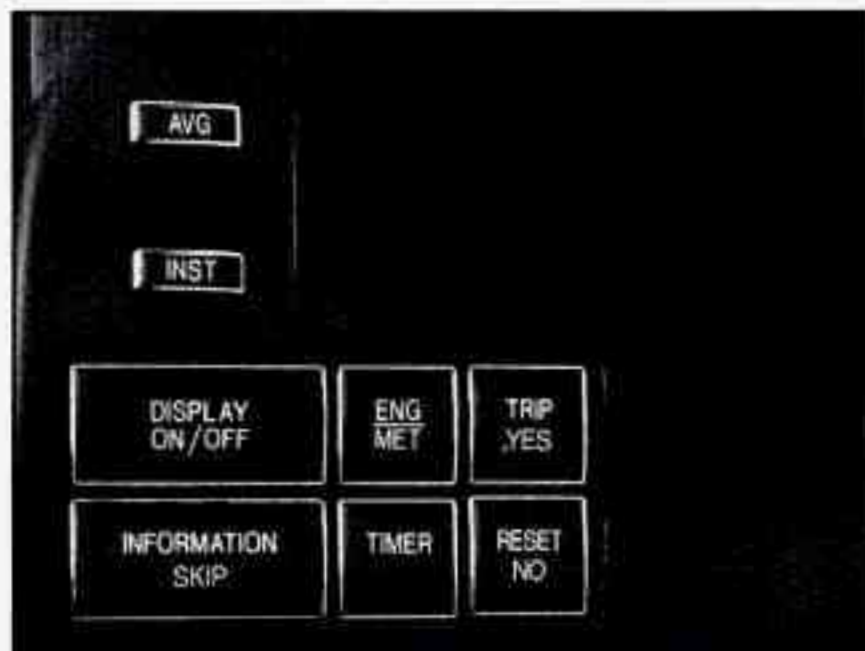 AVG
INST
DISPLAY
ON/OFF
ENG
MET
TRIP
YES
INFORMATION
SKIP
TIMER
RESET
NO